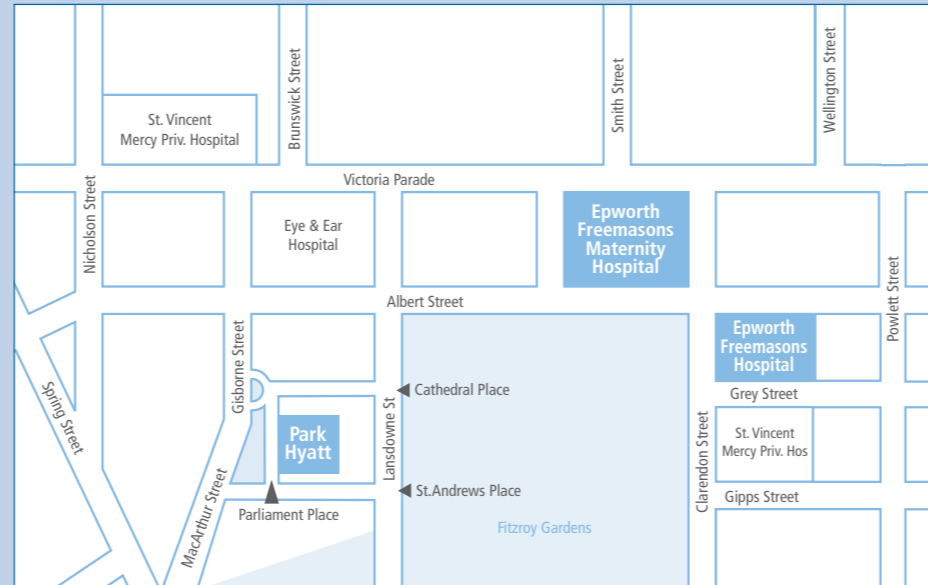 Brunswick Street
Smith Street
Wellington Street
St. Vincent
Mercy Priv. Hospital
Victoria Parade
Nicholson Street
Eye & Ear
Hospital
Epworth
Freemasons
Maternity
Hospital
Powlett Street
Albert Street
Gisborne Street
Epworth
Freemasons
Hospital
Spring Street
Cathedral Place
Grey Street
Lansdowne St
Park
Hyatt
Clarendon Street
St. Vincent
Mercy Priv. Hos
MacArthur Street
St.Andrews Place
Gipps Street
Parliament Place
Fitzroy Gardens